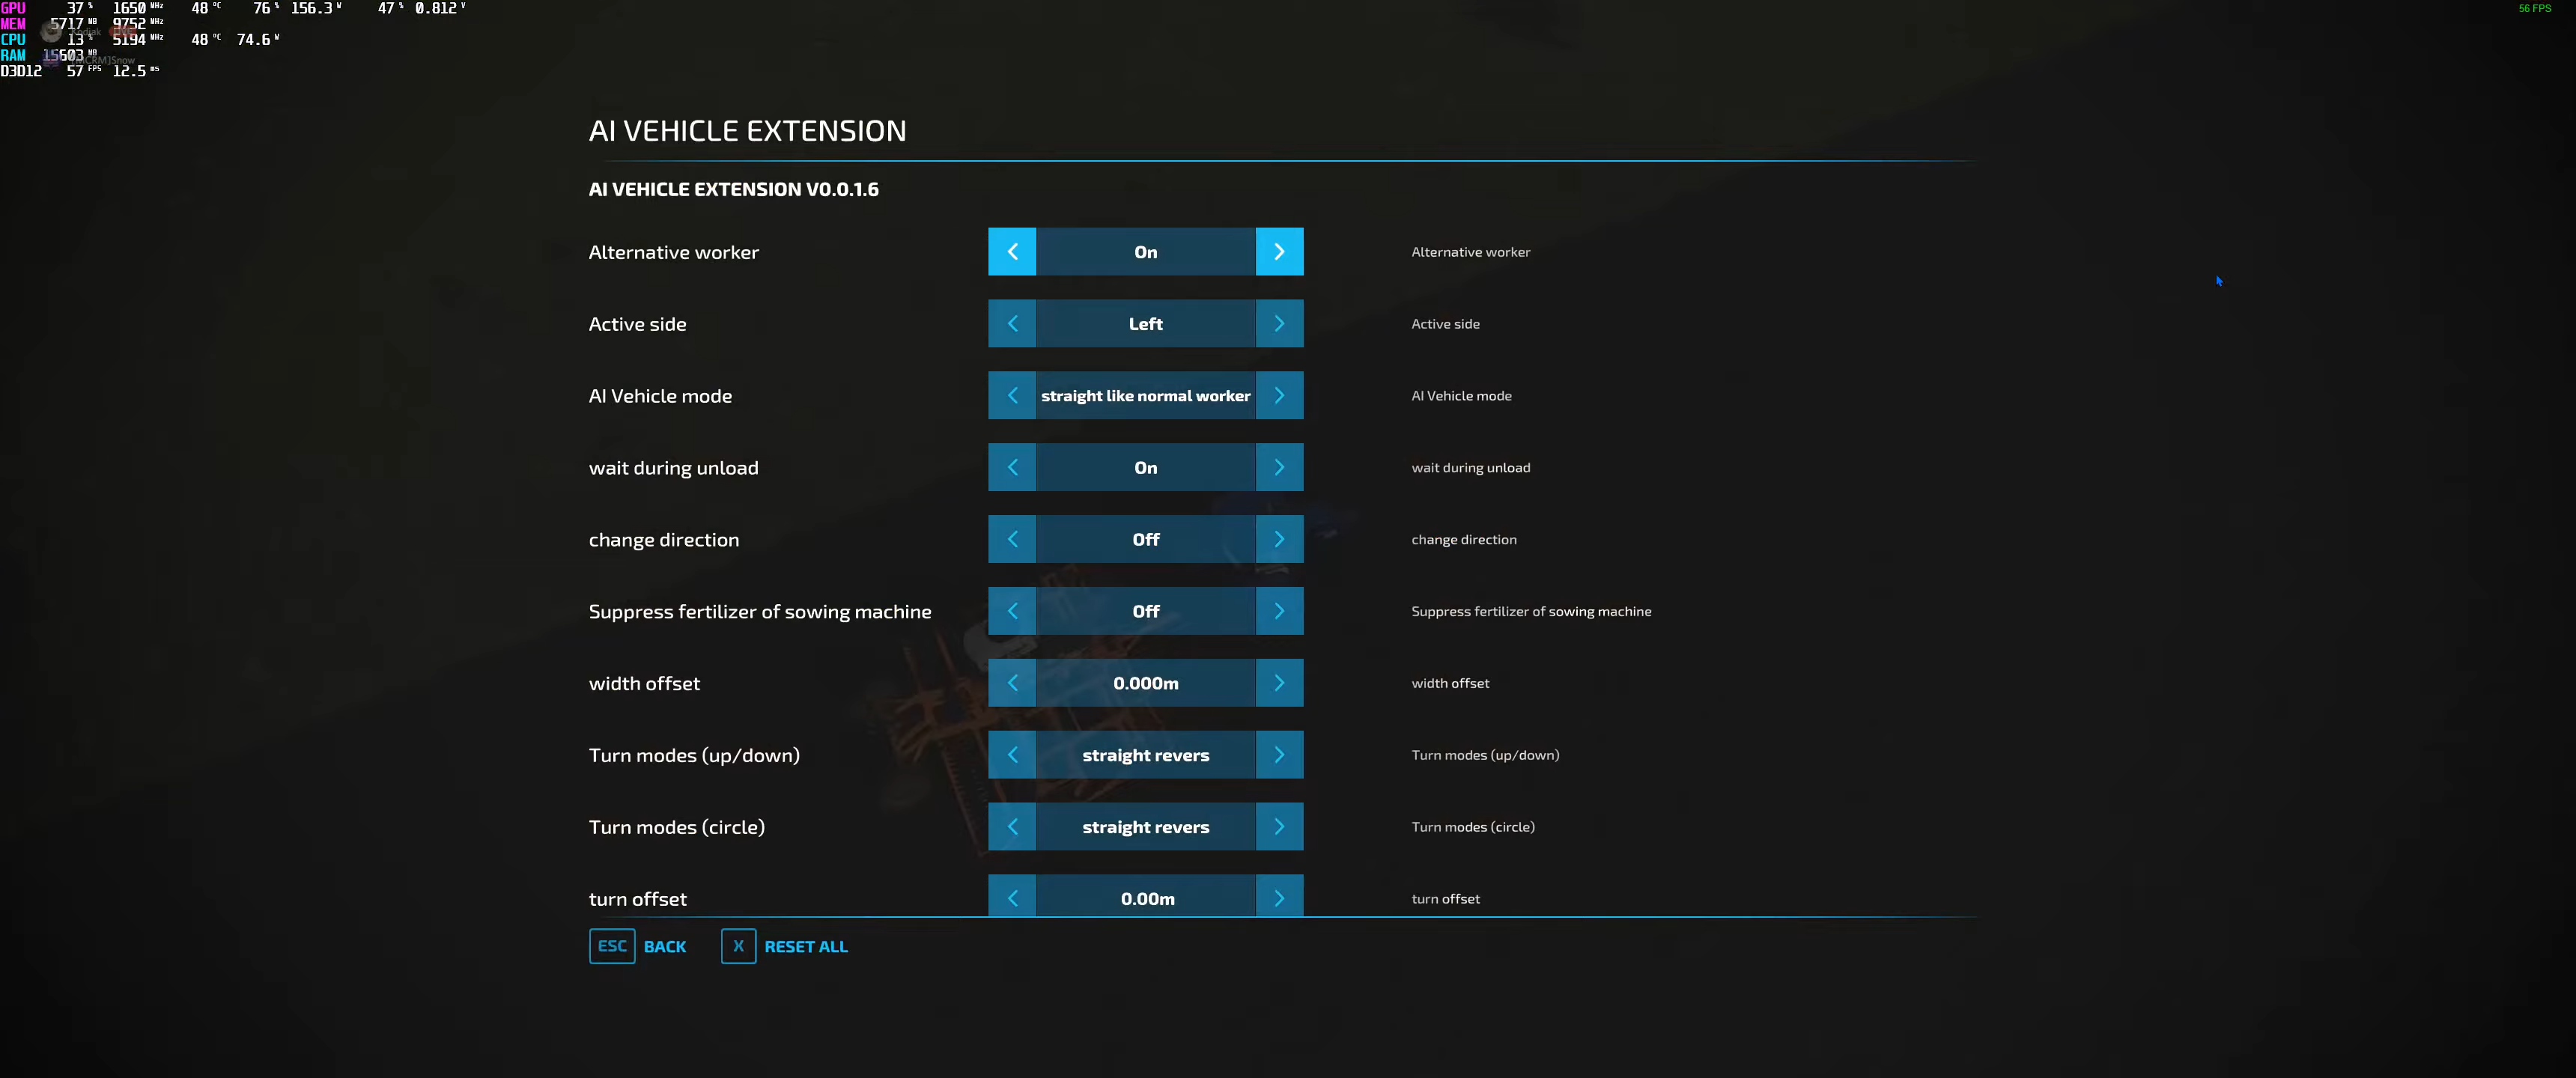 GPU 37 % 1650 MHz 48 °C 76 % 156.3 W 47 % 0.812 V
56 FPS
MEM 5717 MB 9752 MHz
Kodiak
CPU 13 % 5194 MHz 48 °C 74.6 W
RAM 15603 MB
[MCRM]Snow
D3D12 57 FPS 12.5 ms
AI VEHICLE EXTENSION
AI VEHICLE EXTENSION V0.0.1.6
Alternative worker On Alternative worker
Active side Left Active side
AI Vehicle mode straight like normal worker AI Vehicle mode
wait during unload On wait during unload
change direction Off change direction
Suppress fertilizer of sowing machine Off Suppress fertilizer of sowing machine
width offset 0.000m width offset
Turn modes (up/down) straight revers Turn modes (up/down)
Turn modes (circle) straight revers Turn modes (circle)
turn offset 0.00m turn offset
ESC BACK X RESET ALL